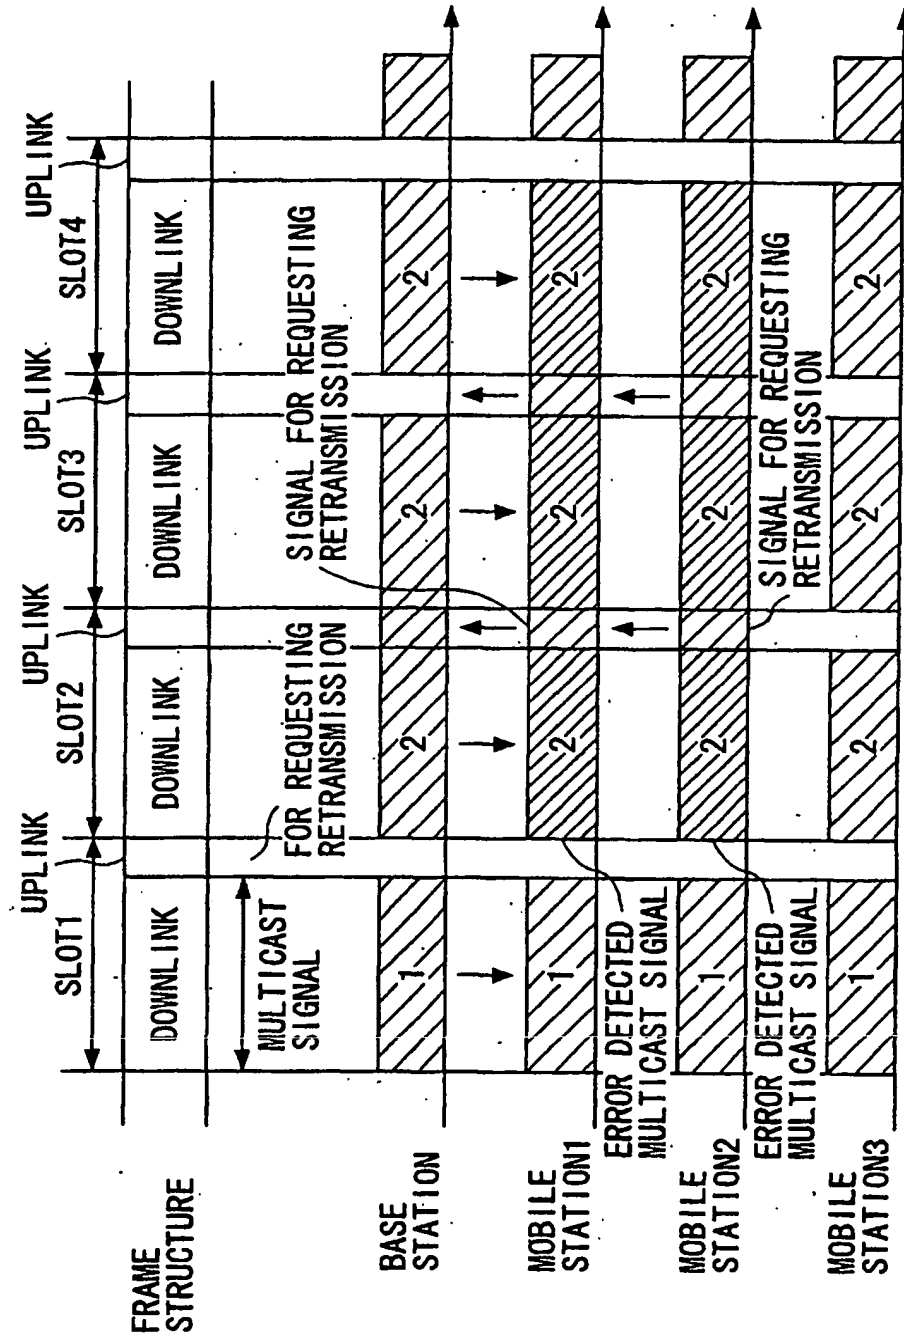 UPLINK
UPLINK
UPLINK
UPLINK
SLOT1
SLOT2
SLOT3
SLOT4
FRAME
STRUCTURE
DOWNLINK
DOWNLINK
DOWNLINK
DOWNLINK
MULTICAST
SIGNAL
FOR REQUESTING
RETRANSMISSION
SIGNAL FOR REQUESTING
RETRANSMISSION
BASE
STATION
1
2
2
2
MOBILE
STATION1
1
2
2
2
ERROR DETECTED
MULTICAST SIGNAL
MOBILE
STATION2
1
2
2
2
ERROR DETECTED
MULTICAST SIGNAL
SIGNAL FOR REQUESTING
RETRANSMISSION
MOBILE
STATION3
1
2
2
2